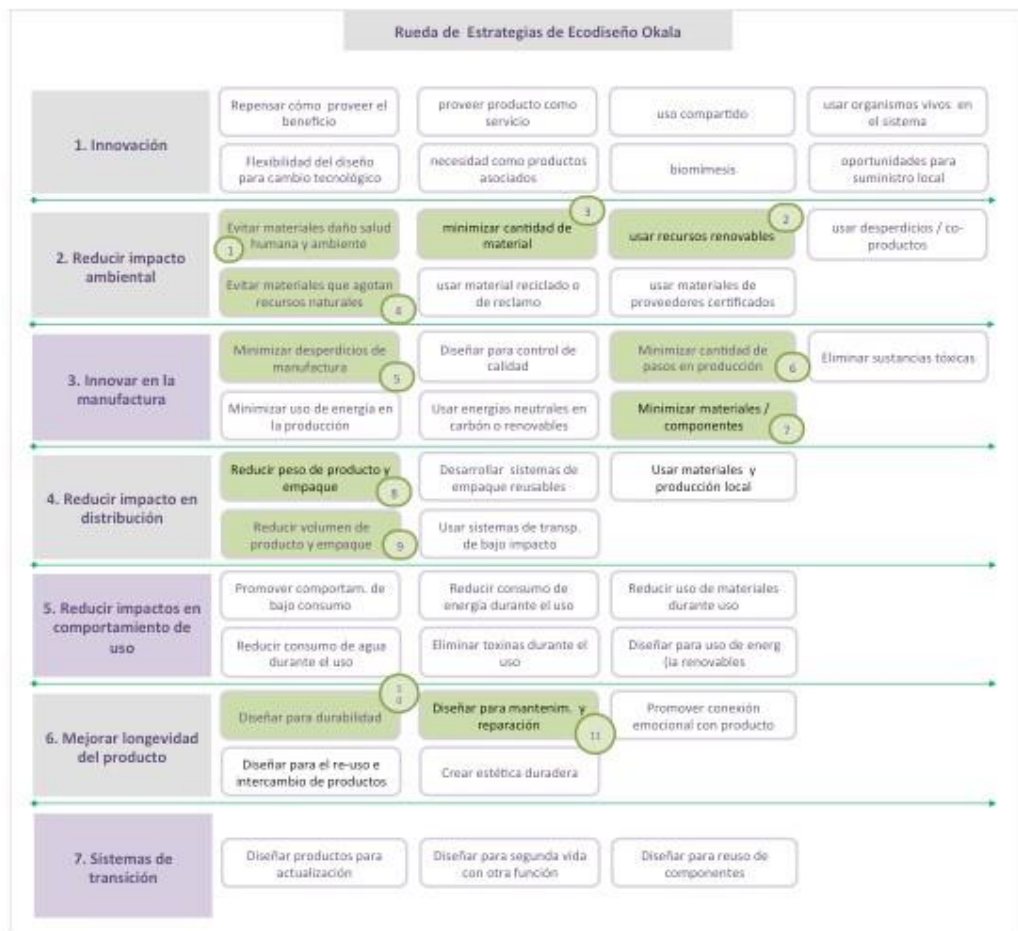 Rueda de Estrategias de Ecodiseño Okala
1. Innovación
Repensar cómo proveer el
beneficio
proveer producto como
servicio
uso compartido
usar organismos vivos en
el sistema
Flexibilidad del diseño
para cambio tecnológico
necesidad como productos
asociados
biomímesis
oportunidades para
suministro local
2. Reducir impacto
ambiental
Evitar materiales daño salud
humana y ambiente
1
minimizar cantidad de
material
3
usar recursos renovables
2
usar desperdicios / co-
productos
Evitar materiales que agotan
recursos naturales
4
usar material reciclado o
de reclamo
usar materiales de
proveedores certificados
3. Innovar en la
manufactura
Minimizar desperdicios de
manufactura
5
Diseñar para control de
calidad
Minimizar cantidad de
pasos en producción
6
Eliminar sustancias tóxicas
Minimizar uso de energía en
la producción
Usar energías neutrales en
carbón o renovables
Minimizar materiales /
componentes
7
4. Reducir impacto en
distribución
Reducir peso de producto y
empaque
8
Desarrollar sistemas de
empaque reusables
Usar materiales y
producción local
Reducir volumen de
producto y empaque
9
Usar sistemas de transp.
de bajo impacto
5. Reducir impactos en
comportamiento de
uso
Promover comportam. de
bajo consumo
Reducir consumo de
energía durante el uso
Reducir uso de materiales
durante uso
Reducir consumo de agua
durante el uso
Eliminar toxinas durante el
uso
Diseñar para uso de energ
(ia renovables
6. Mejorar longevidad
del producto
Diseñar para durabilidad
1
0
Diseñar para mantenim. y
reparación
11
Promover conexión
emocional con producto
Diseñar para el re-uso e
intercambio de productos
Crear estética duradera
7. Sistemas de
transición
Diseñar productos para
actualización
Diseñar para segunda vida
con otra función
Diseñar para reuso de
componentes